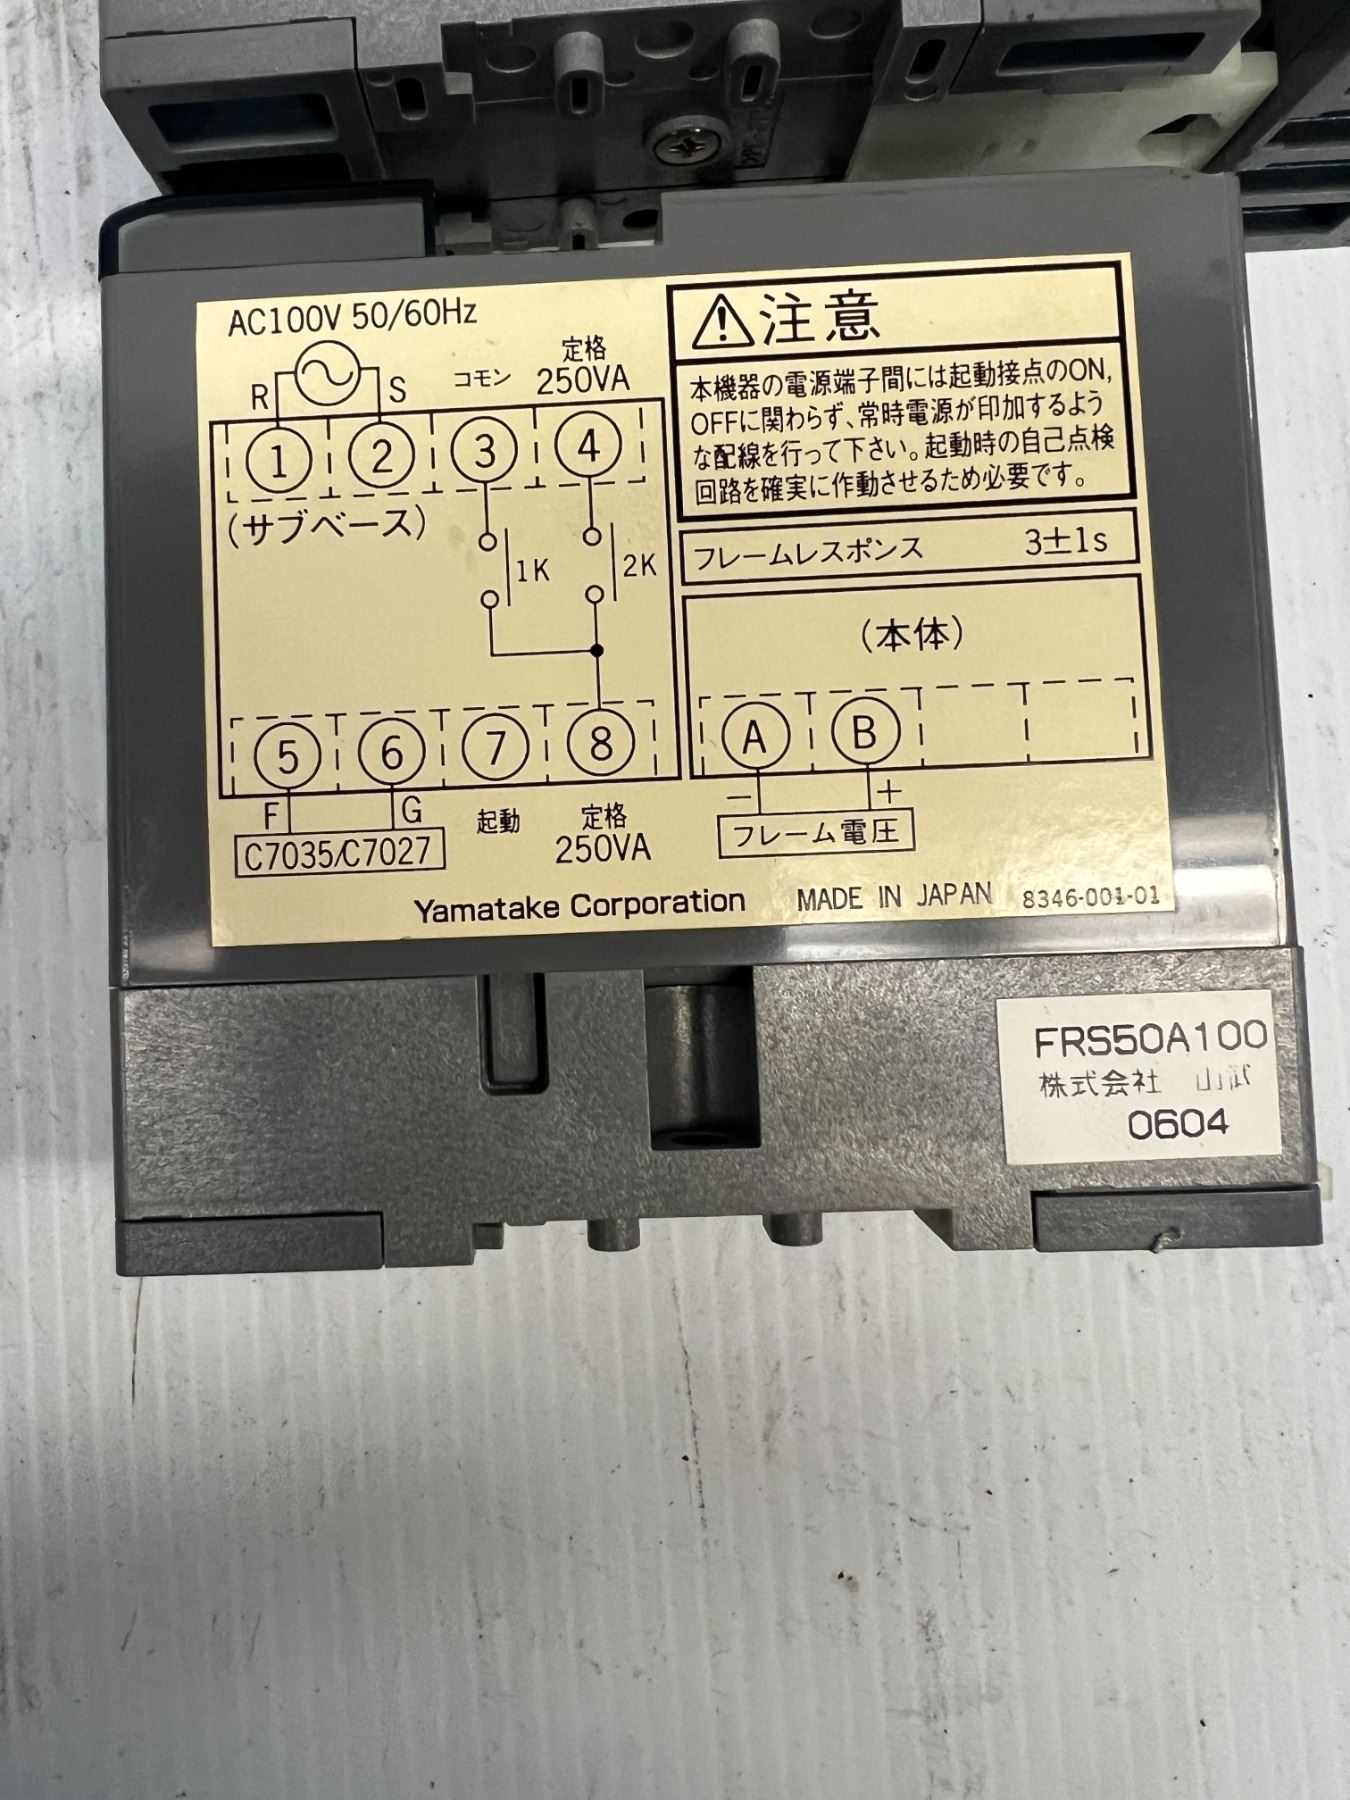 AC100V 50/60Hz
R
S
コモン
定格
250VA
1
2
3
4
(サブベース)
1K
2K
5
6
7
8
F
G
起動
定格
250VA
C7035/C7027
注意
本機器の電源端子間には起動接点のON,
OFFに関わらず、常時電源が印加するよう
な配線を行って下さい。起動時の自己点検
回路を確実に作動させるため必要です。
フレームレスポンス 3±1s
(本体)
A
B
− +
フレーム電圧
Yamatake Corporation MADE IN JAPAN 8346-001-01
FRS50A100
株式会社 山武
0604